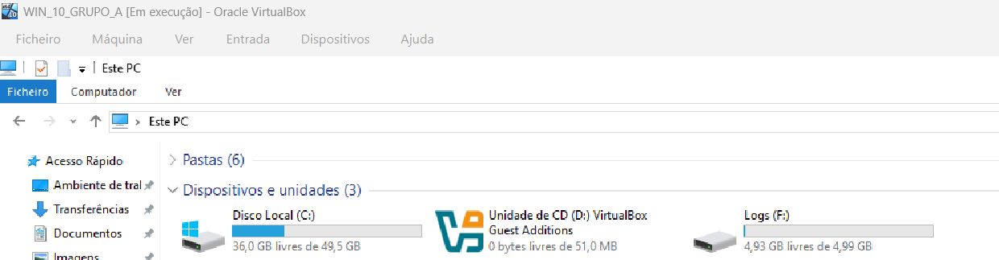 WIN_10_GRUPO_A [Em execução] - Oracle VirtualBox
Ficheiro Máquina Ver Entrada Dispositivos Ajuda
Este PC
Ficheiro Computador Ver
Este PC
Acesso Rápido
Ambiente de tral
Transferências
Documentos
Imagens
Pastas (6)
Dispositivos e unidades (3)
Disco Local (C:)
36,0 GB livres de 49,5 GB
Unidade de CD (D:) VirtualBox
Guest Additions
0 bytes livres de 51,0 MB
Logs (F:)
4,93 GB livres de 4,99 GB